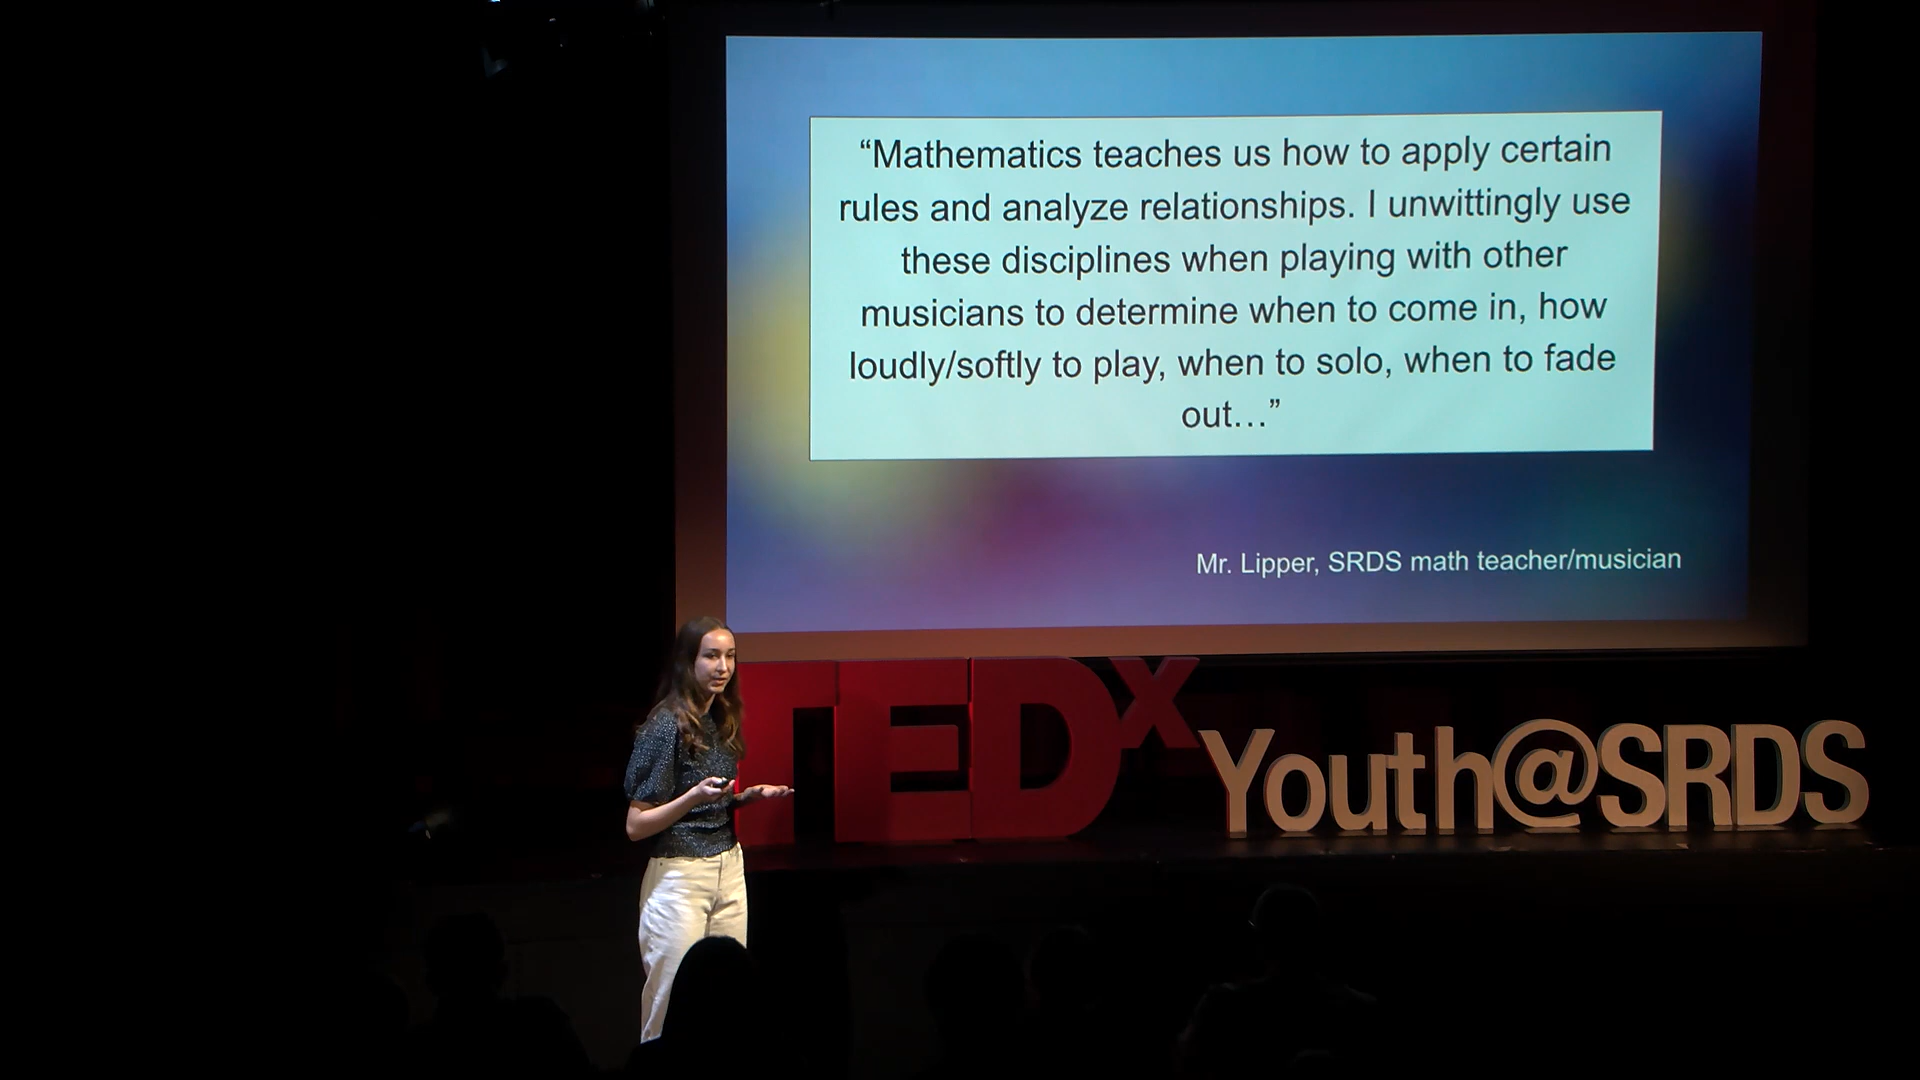 “Mathematics teaches us how to apply certain
rules and analyze relationships. I unwittingly use
these disciplines when playing with other
musicians to determine when to come in, how
loudly/softly to play, when to solo, when to fade
out…”
Mr. Lipper, SRDS math teacher/musician
TEDx
Youth@SRDS